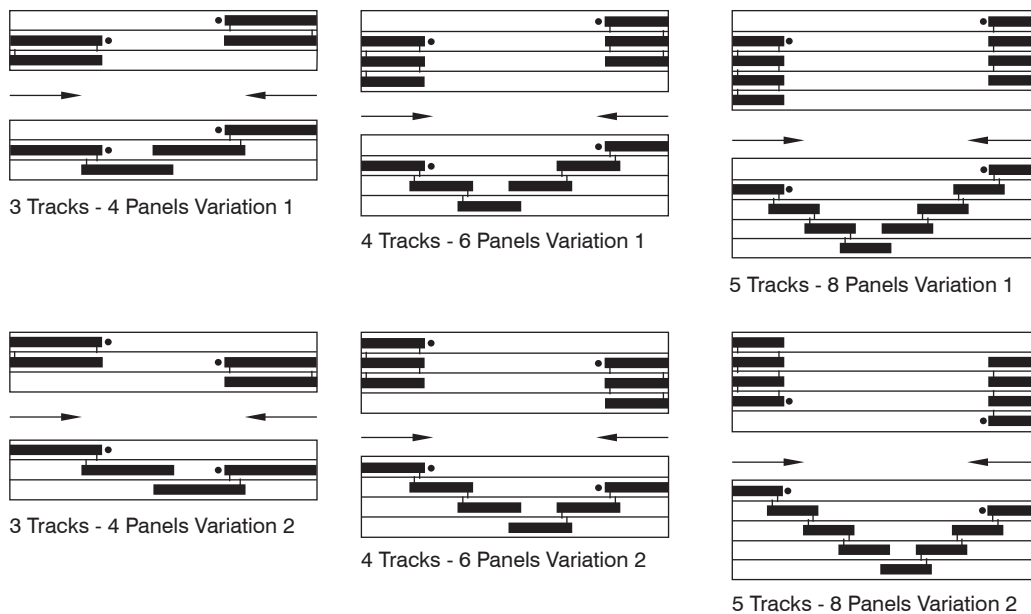 3 Tracks - 4 Panels Variation 1
4 Tracks - 6 Panels Variation 1
5 Tracks - 8 Panels Variation 1
3 Tracks - 4 Panels Variation 2
4 Tracks - 6 Panels Variation 2
5 Tracks - 8 Panels Variation 2